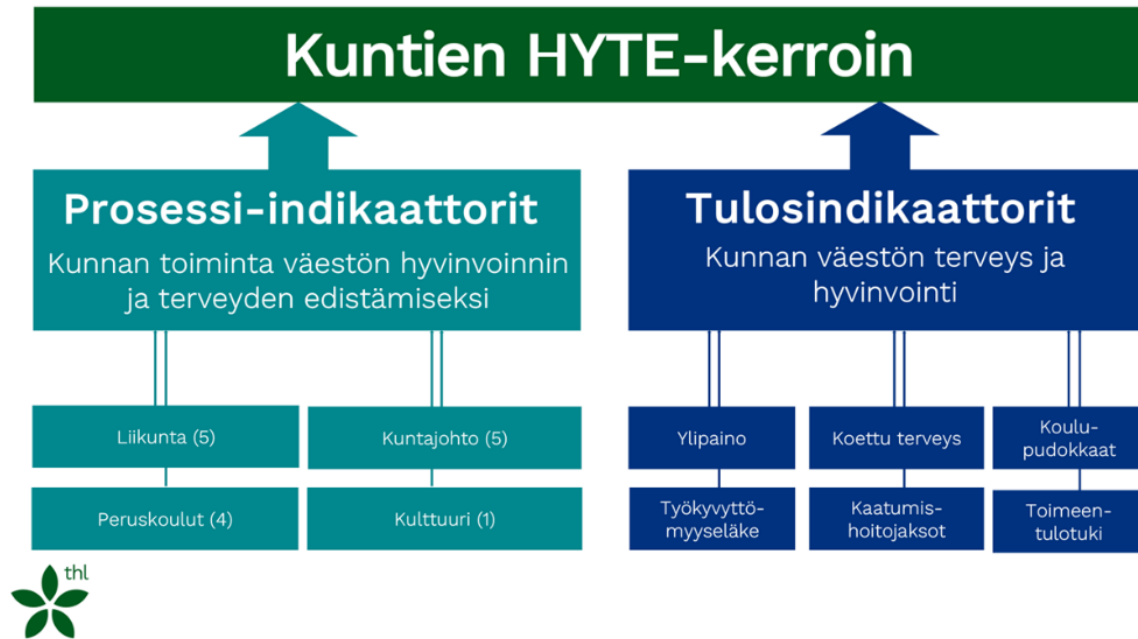 Kuntien HYTE-kerroin
Prosessi-indikaattorit
Kunnan toiminta väestön hyvinvoinnin
ja terveyden edistämiseksi
Liikunta (5)
Kuntajohto (5)
Peruskoulut (4)
Kulttuuri (1)
Tulosindikaattorit
Kunnan väestön terveys ja
hyvinvointi
Ylipaino
Koettu terveys
Koulu-
pudokkaat
Työkyvyttö-
myyseläke
Kaatumis-
hoitojaksot
Toimeen-
tulotuki
thl